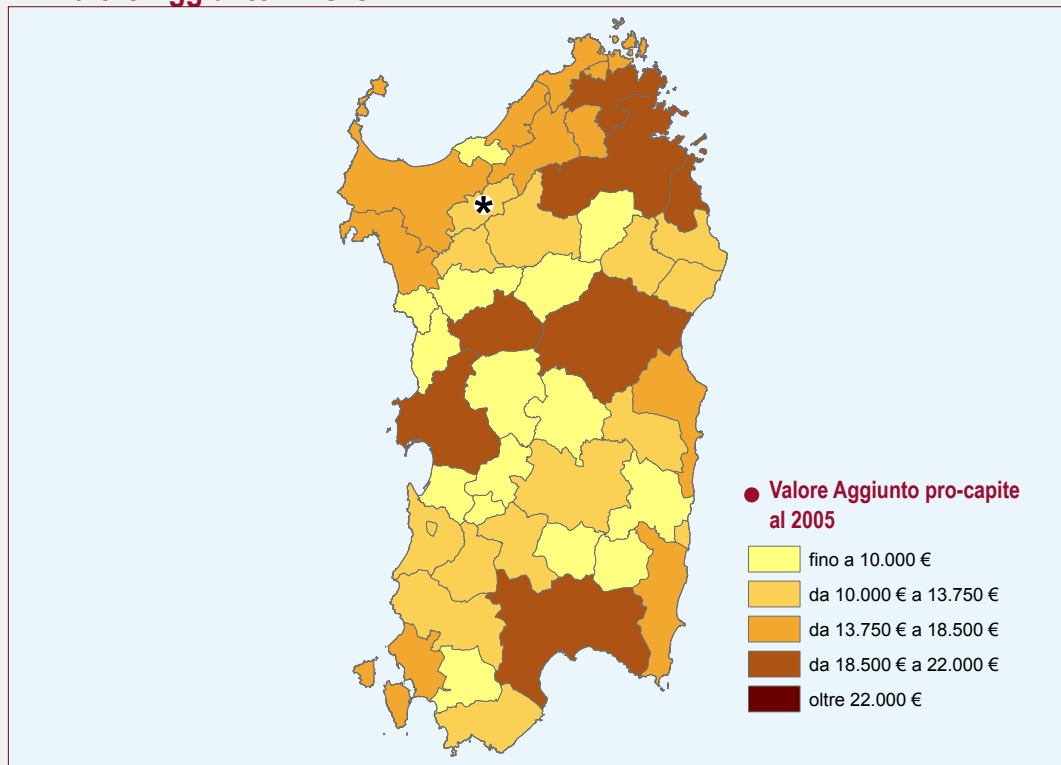 ● Valore Aggiunto pro-capite
al 2005
fino a 10.000 €
da 10.000 € a 13.750 €
da 13.750 € a 18.500 €
da 18.500 € a 22.000 €
oltre 22.000 €